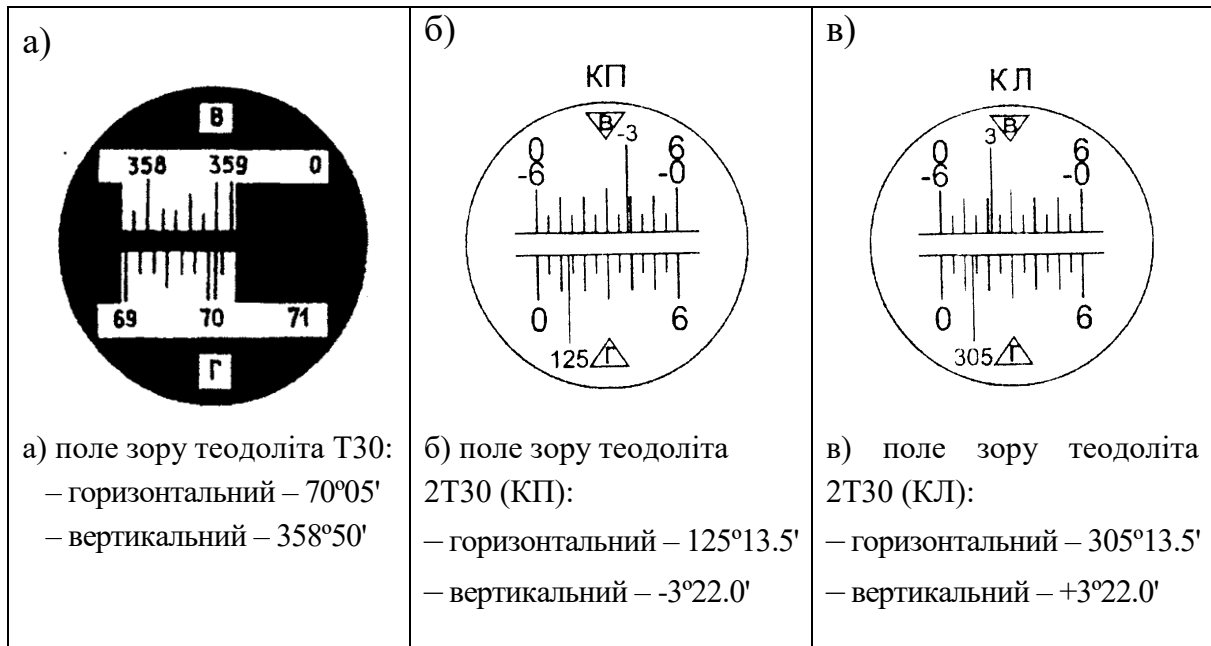 а)
В
358 359 0
69 70 71
Г
а) поле зору теодоліта Т30:
– горизонтальний – 70º05'
– вертикальний – 358º50'
б)
КП
В
-3
0 6
-6 -0
0 6
125 Г
б) поле зору теодоліта
2Т30 (КП):
– горизонтальний – 125º13.5'
– вертикальний – -3º22.0'
в)
КЛ
В
3
0 6
-6 -0
0 6
305 Г
в) поле зору теодоліта
2Т30 (КЛ):
– горизонтальний – 305º13.5'
– вертикальний – +3º22.0'